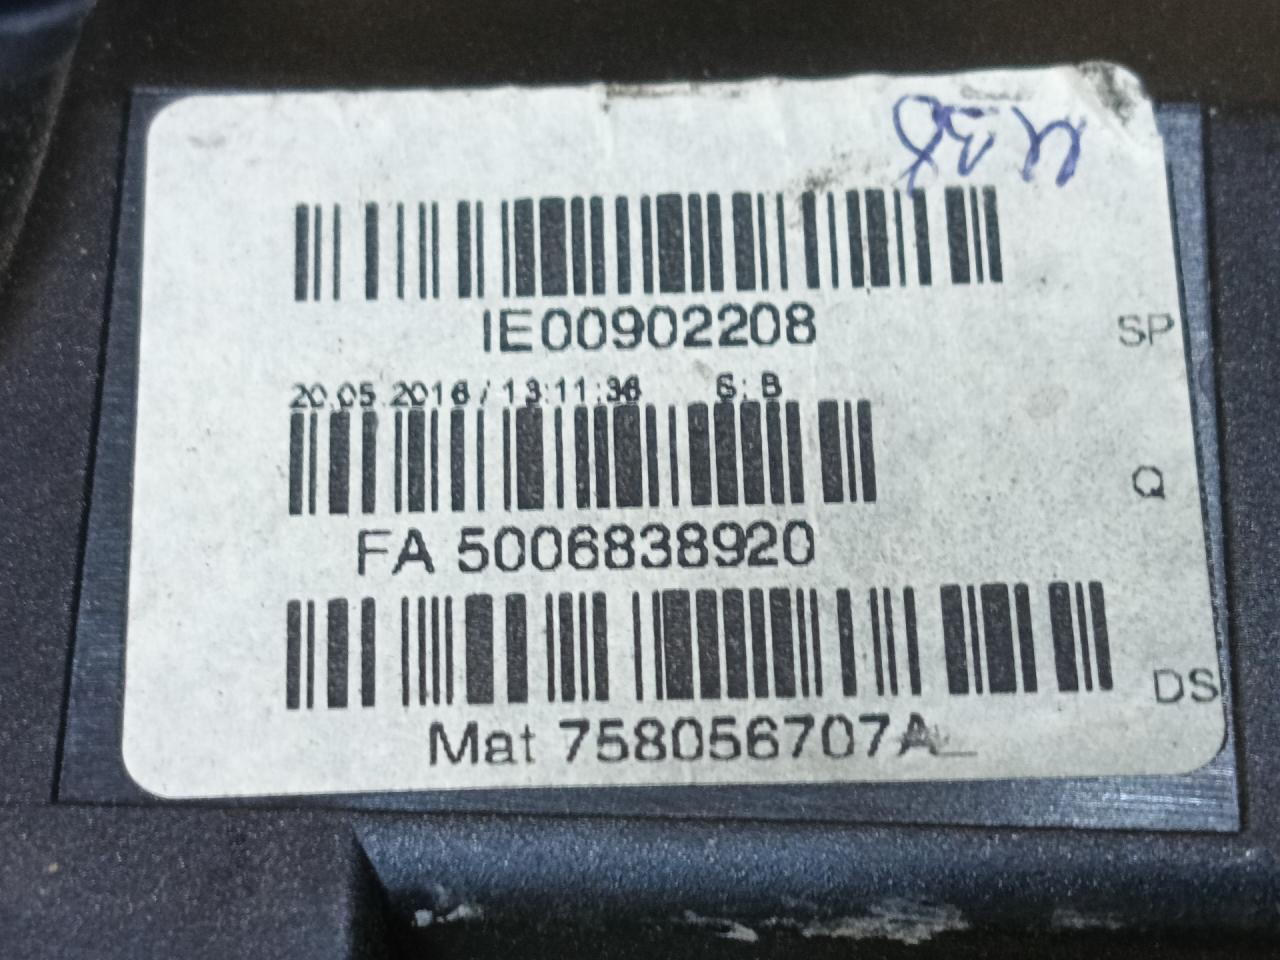 IE00902208
SP
20.05.2016 / 13:11:36 S: B
Q
FA 5006838920
DS
Mat 758056707A